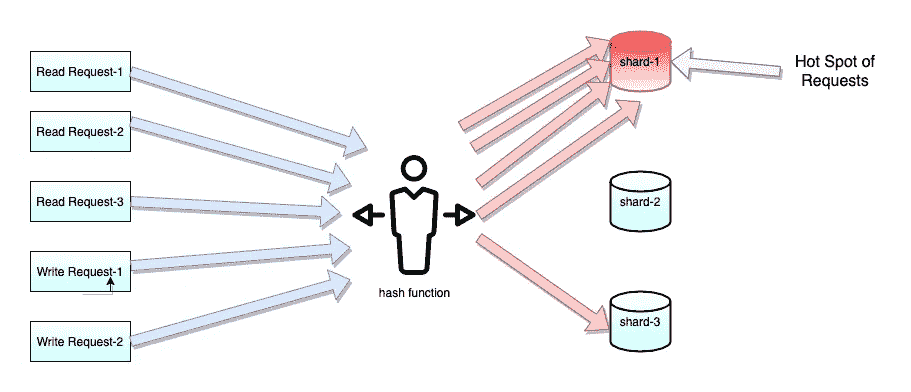 Read Request-1
Read Request-2
Read Request-3
Write Request-1
Write Request-2
hash function
shard-1
shard-2
shard-3
Hot Spot of
Requests